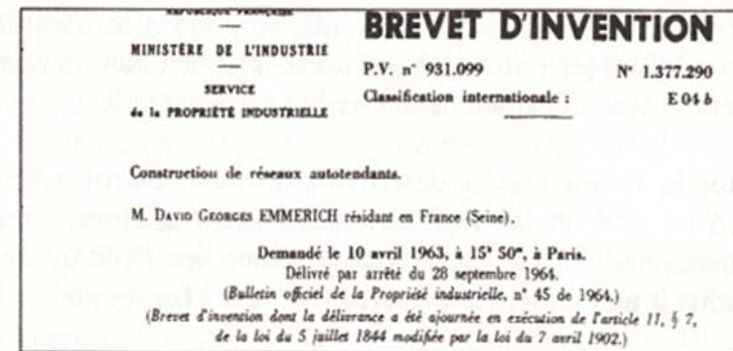 RÉPUBLIQUE FRANÇAISE
MINISTÈRE DE L'INDUSTRIE
SERVICE
de la PROPRIÉTÉ INDUSTRIELLE
BREVET D'INVENTION
P.V. n° 931.099 N° 1.377.290
Classification internationale : E 04 b
Construction de réseaux autotendants.
M. DAVID GEORGES EMMERICH résidant en France (Seine).
Demandé le 10 avril 1963, à 15ʰ 50ᵐ, à Paris.
Délivré par arrêté du 28 septembre 1964.
(Bulletin officiel de la Propriété industrielle, n° 45 de 1964.)
(Brevet d'invention dont la délivrance a été ajournée en exécution de l'article 11, § 7,
de la loi du 5 juillet 1844 modifiée par la loi du 7 avril 1902.)